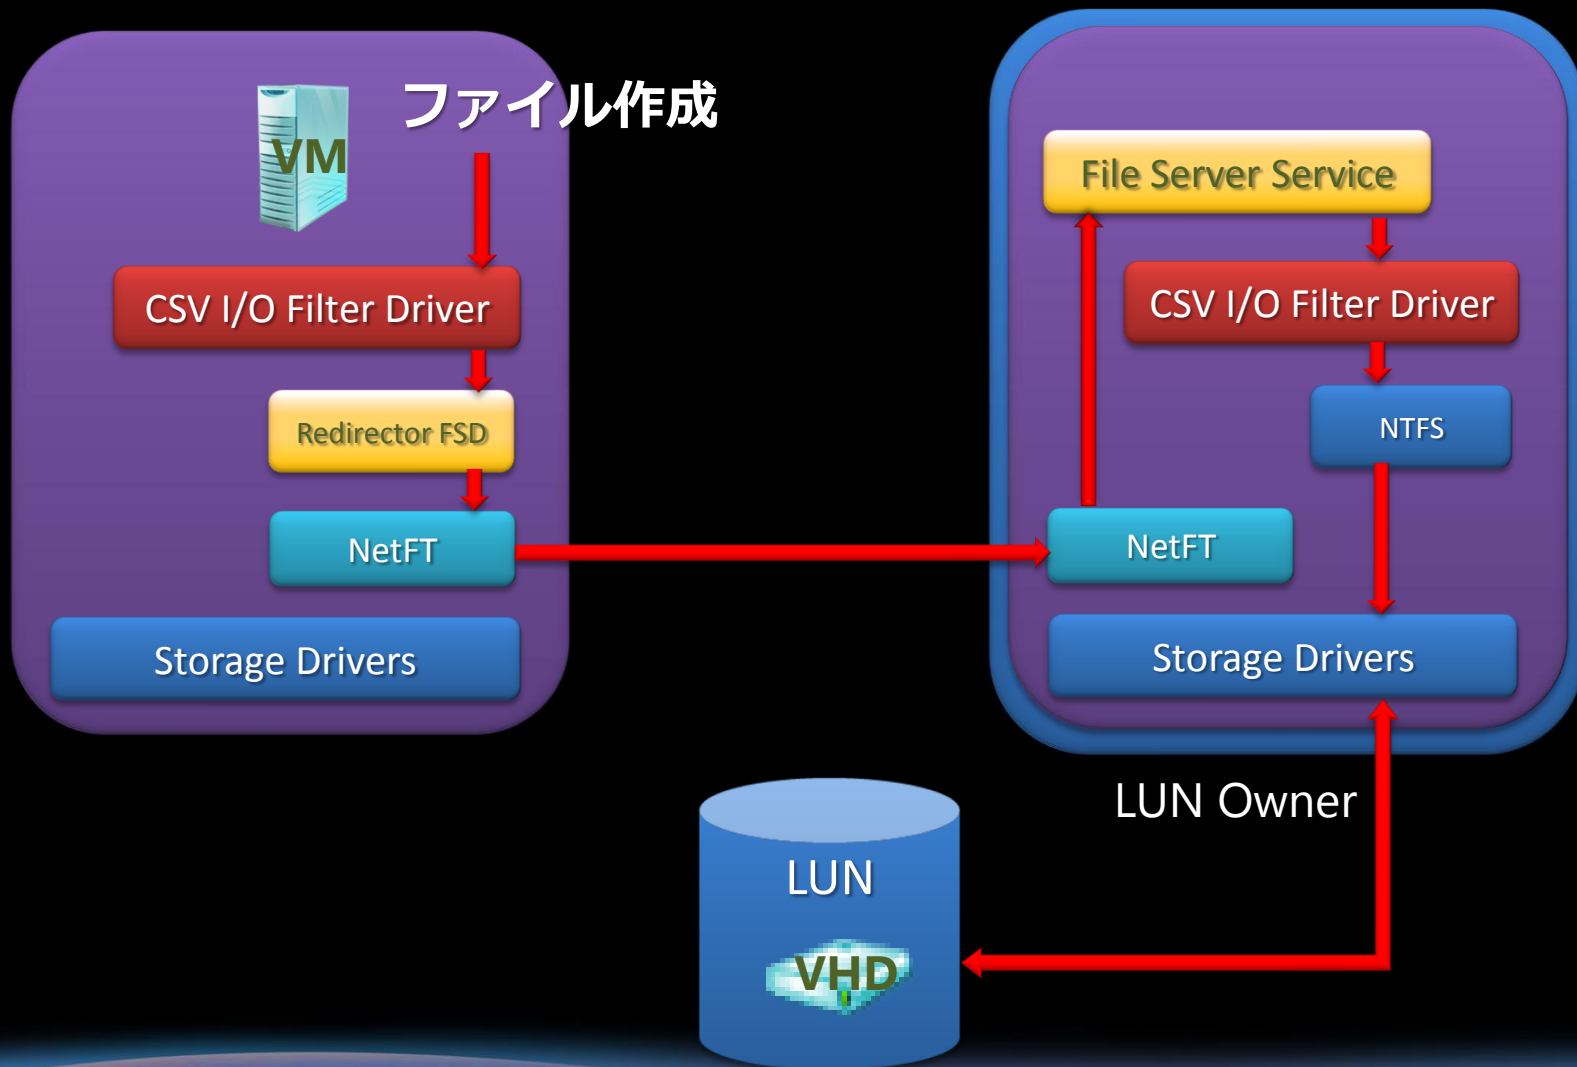 ファイル作成
VM
CSV I/O Filter Driver
Redirector FSD
NetFT
Storage Drivers
File Server Service
CSV I/O Filter Driver
NTFS
NetFT
Storage Drivers
LUN Owner
LUN
VHD